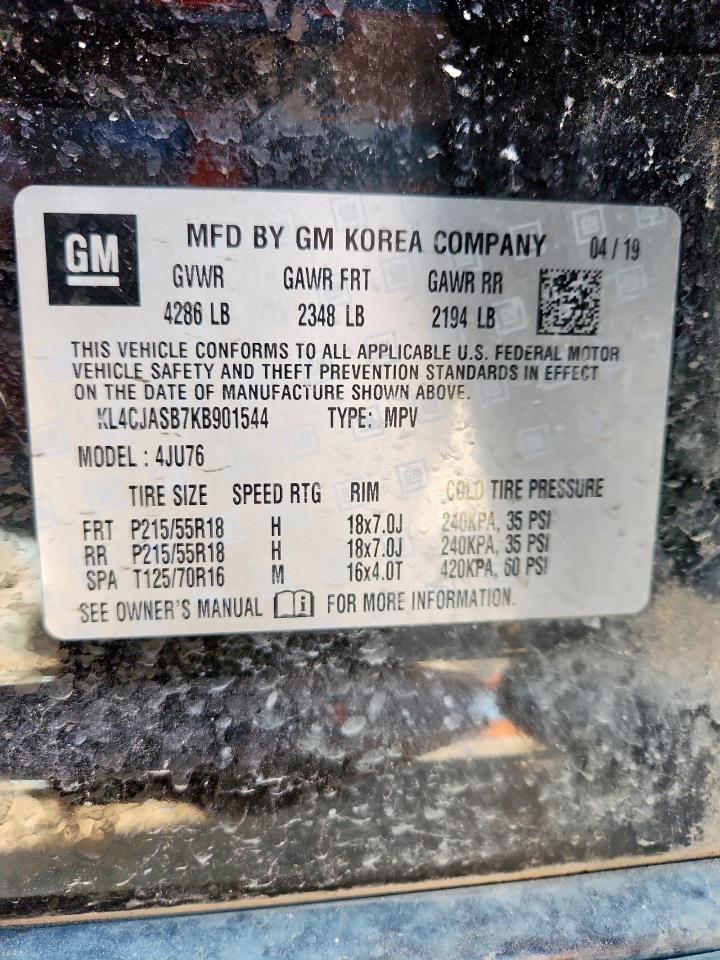 GM MFD BY GM KOREA COMPANY 04 / 19
GVWR GAWR FRT GAWR RR
4286 LB 2348 LB 2194 LB
THIS VEHICLE CONFORMS TO ALL APPLICABLE U.S. FEDERAL MOTOR
VEHICLE SAFETY AND THEFT PREVENTION STANDARDS IN EFFECT
ON THE DATE OF MANUFACTURE SHOWN ABOVE.
KL4CJASB7KB901544 TYPE: MPV
MODEL : 4JU76
TIRE SIZE SPEED RTG RIM COLD TIRE PRESSURE
FRT P215/55R18 H 18x7.0J 240KPA, 35 PSI
RR P215/55R18 H 18x7.0J 240KPA, 35 PSI
SPA T125/70R16 M 16x4.0T 420KPA, 60 PSI
SEE OWNER'S MANUAL i FOR MORE INFORMATION.